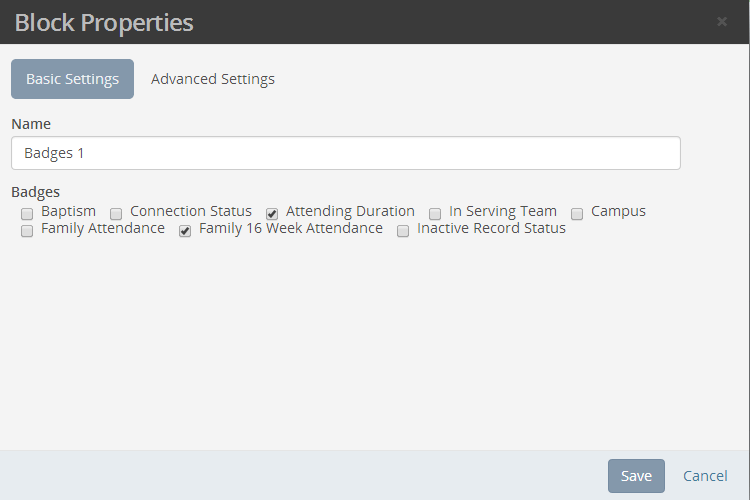 Block Properties
×
Basic Settings Advanced Settings
Name
Badges 1
Badges
Baptism Connection Status Attending Duration In Serving Team Campus
Family Attendance Family 16 Week Attendance Inactive Record Status
Save Cancel